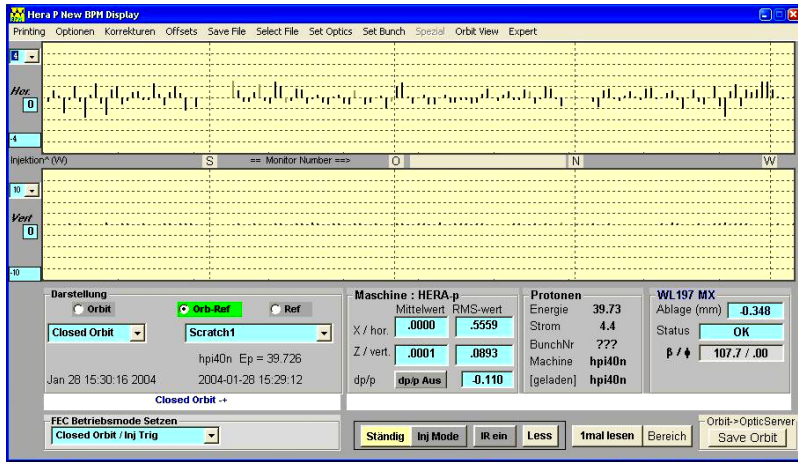 Hera P New BPM Display
Printing Optionen Korrekturen Offsets Save File Select File Set Optics Set Bunch Spezial Orbit View Expert
4
Hor.
0
-4
Injektion^ (W) S == Monitor Number ==> O N W
10
Vert
0
-10
Darstellung
Orbit Orb-Ref Ref
Closed Orbit Scratch1
hpi40n Ep = 39.726
Jan 28 15:30:16 2004 2004-01-28 15:29:12
Closed Orbit -+
Maschine : HERA-p
Mittelwert RMS-wert
X / hor. .0000 .5559
Z / vert. .0001 .0893
dp/p dp/p Aus -0.110
Protonen
Energie 39.73
Strom 4.4
BunchNr ???
Machine hpi40n
[geladen] hpi40n
WL197 MX
Ablage (mm) -0.348
Status OK
β / ϕ 107.7 / .00
FEC Betriebsmode Setzen
Closed Orbit / Inj Trig
Ständig Inj Mode IR ein Less 1mal lesen Bereich
Orbit->OpticServer
Save Orbit